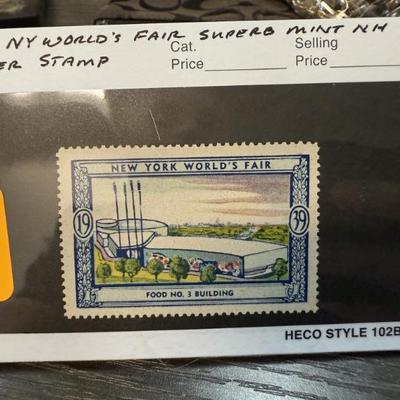 NY WORLD'S FAIR SUPERB MINT NH
STAMP
Cat.
Price
Selling
Price
NEW YORK WORLD'S FAIR
19 39
FOOD NO. 3 BUILDING
HECO STYLE 102B